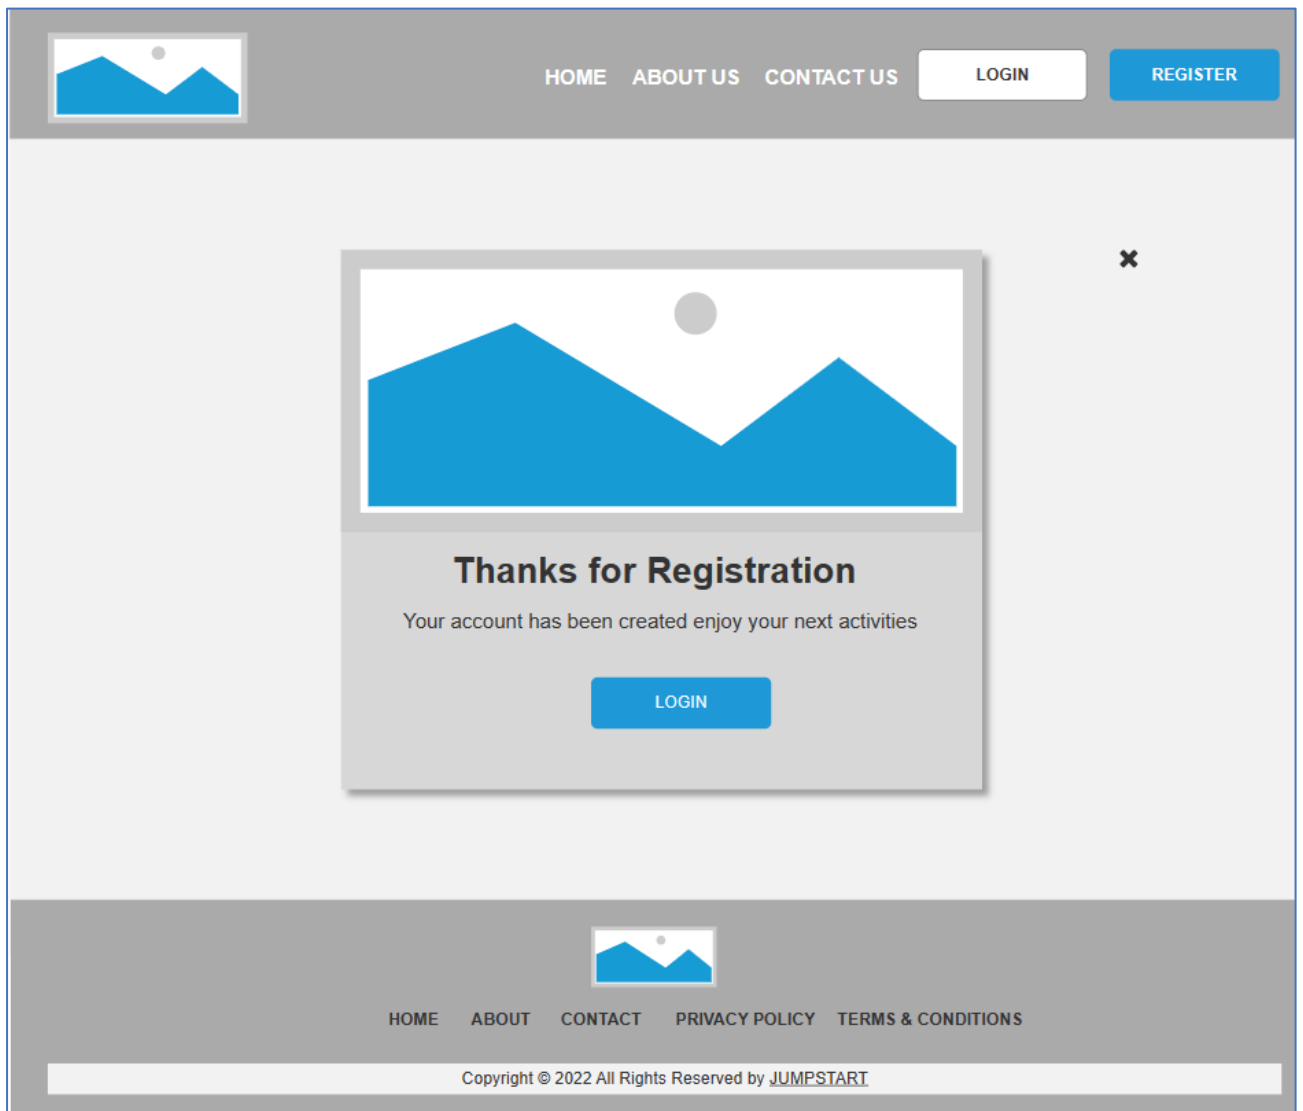 HOME ABOUT US CONTACT US LOGIN REGISTER
Thanks for Registration
Your account has been created enjoy your next activities
LOGIN
HOME ABOUT CONTACT PRIVACY POLICY TERMS & CONDITIONS
Copyright © 2022 All Rights Reserved by JUMPSTART